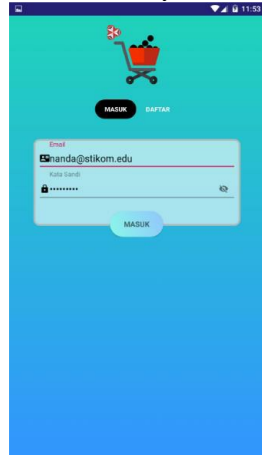 11:53
MASUK DAFTAR
Email
nanda@stikom.edu
Kata Sandi
•••••••••
MASUK